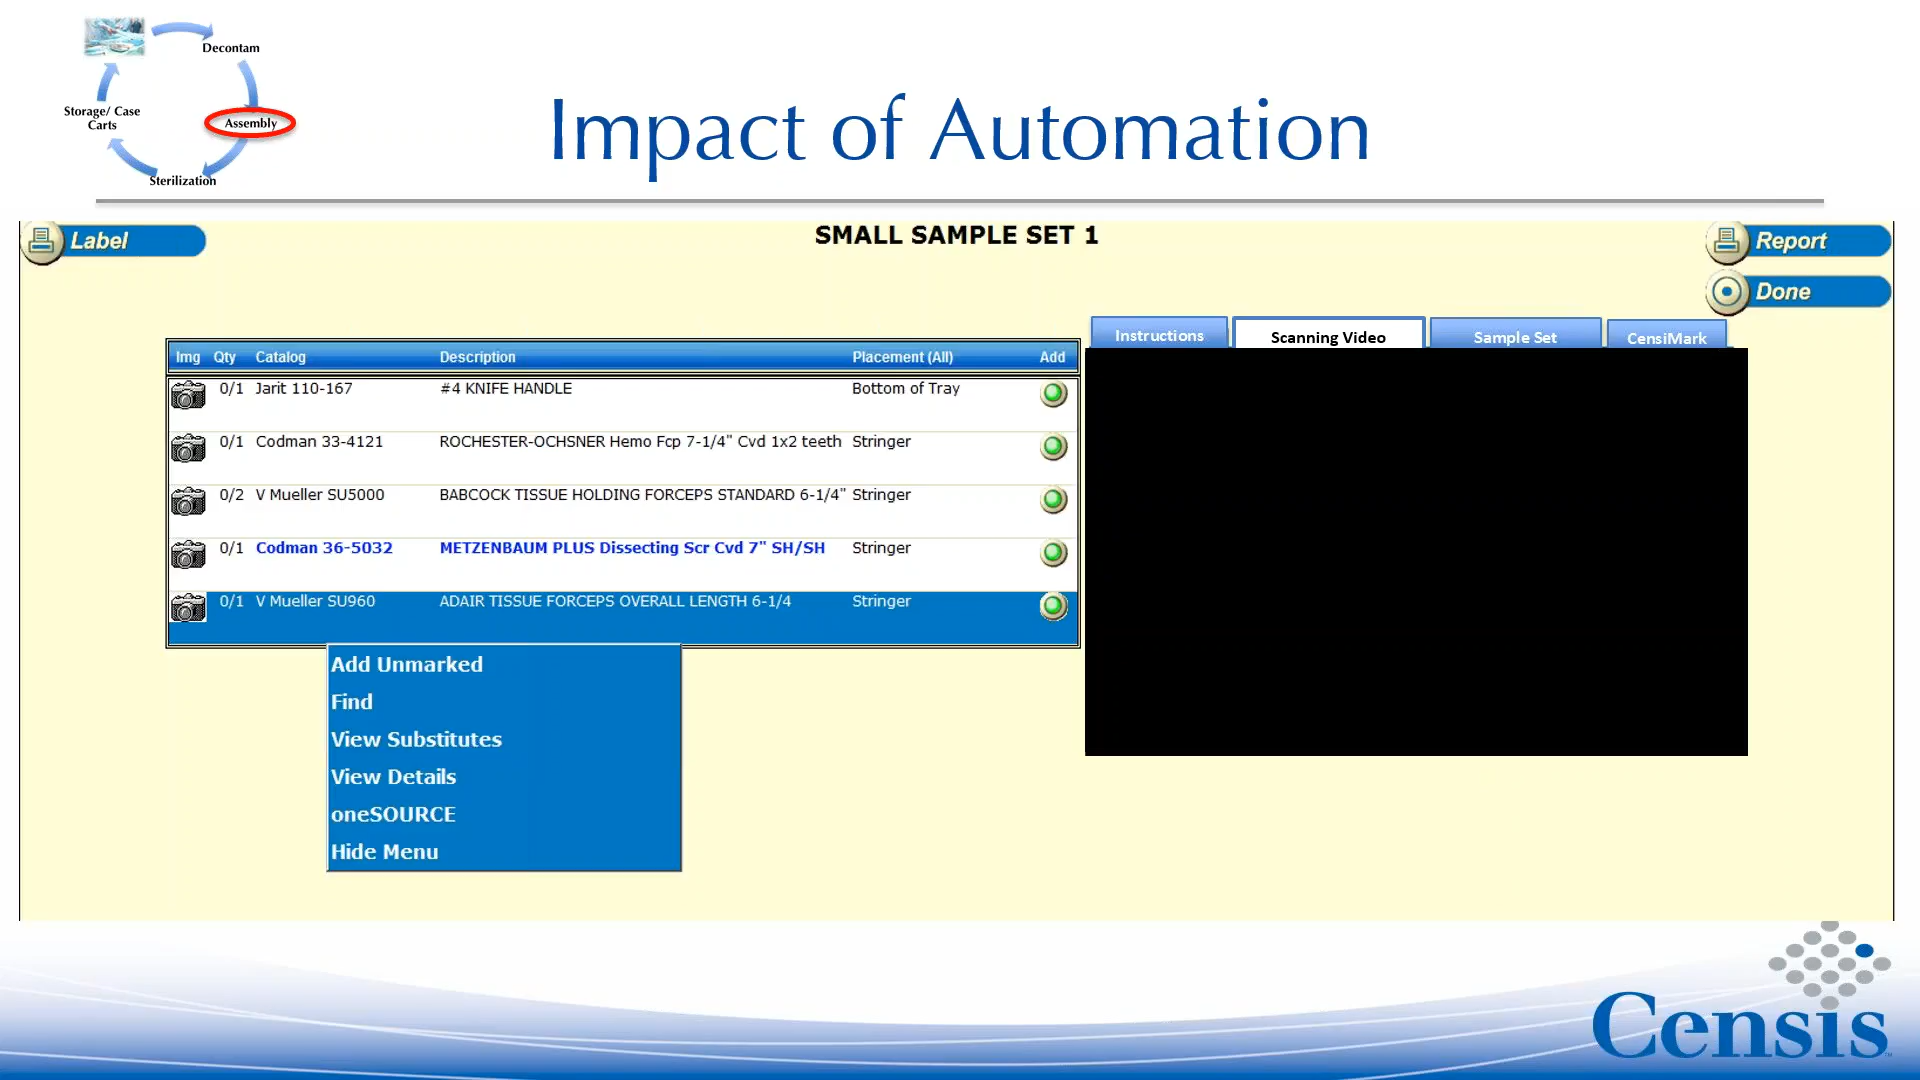 Decontam
Storage/ Case
Carts
Assembly
Sterilization
Impact of Automation
Label
SMALL SAMPLE SET 1
Report
Done
Instructions Scanning Video Sample Set CensiMark
Img Qty Catalog Description Placement (All) Add
0/1 Jarit 110-167 #4 KNIFE HANDLE Bottom of Tray
0/1 Codman 33-4121 ROCHESTER-OCHSNER Hemo Fcp 7-1/4" Cvd 1x2 teeth Stringer
0/2 V Mueller SU5000 BABCOCK TISSUE HOLDING FORCEPS STANDARD 6-1/4" Stringer
0/1 Codman 36-5032 METZENBAUM PLUS Dissecting Scr Cvd 7" SH/SH Stringer
0/1 V Mueller SU960 ADAIR TISSUE FORCEPS OVERALL LENGTH 6-1/4 Stringer
Add Unmarked
Find
View Substitutes
View Details
oneSOURCE
Hide Menu
Censis